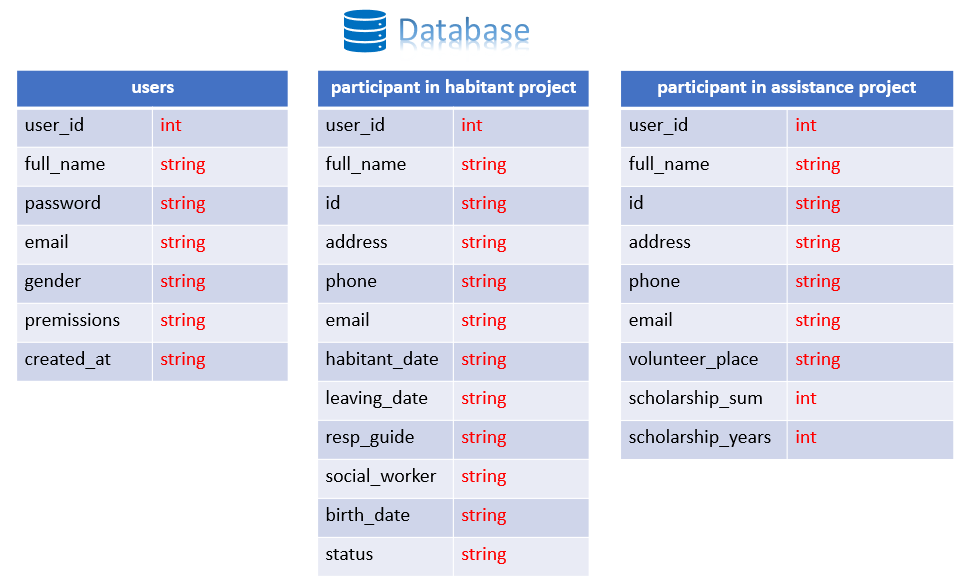 Database
users
user_id int
full_name string
password string
email string
gender string
premissions string
created_at string
participant in habitant project
user_id int
full_name string
id string
address string
phone string
email string
habitant_date string
leaving_date string
resp_guide string
social_worker string
birth_date string
status string
participant in assistance project
user_id int
full_name string
id string
address string
phone string
email string
volunteer_place string
scholarship_sum int
scholarship_years int